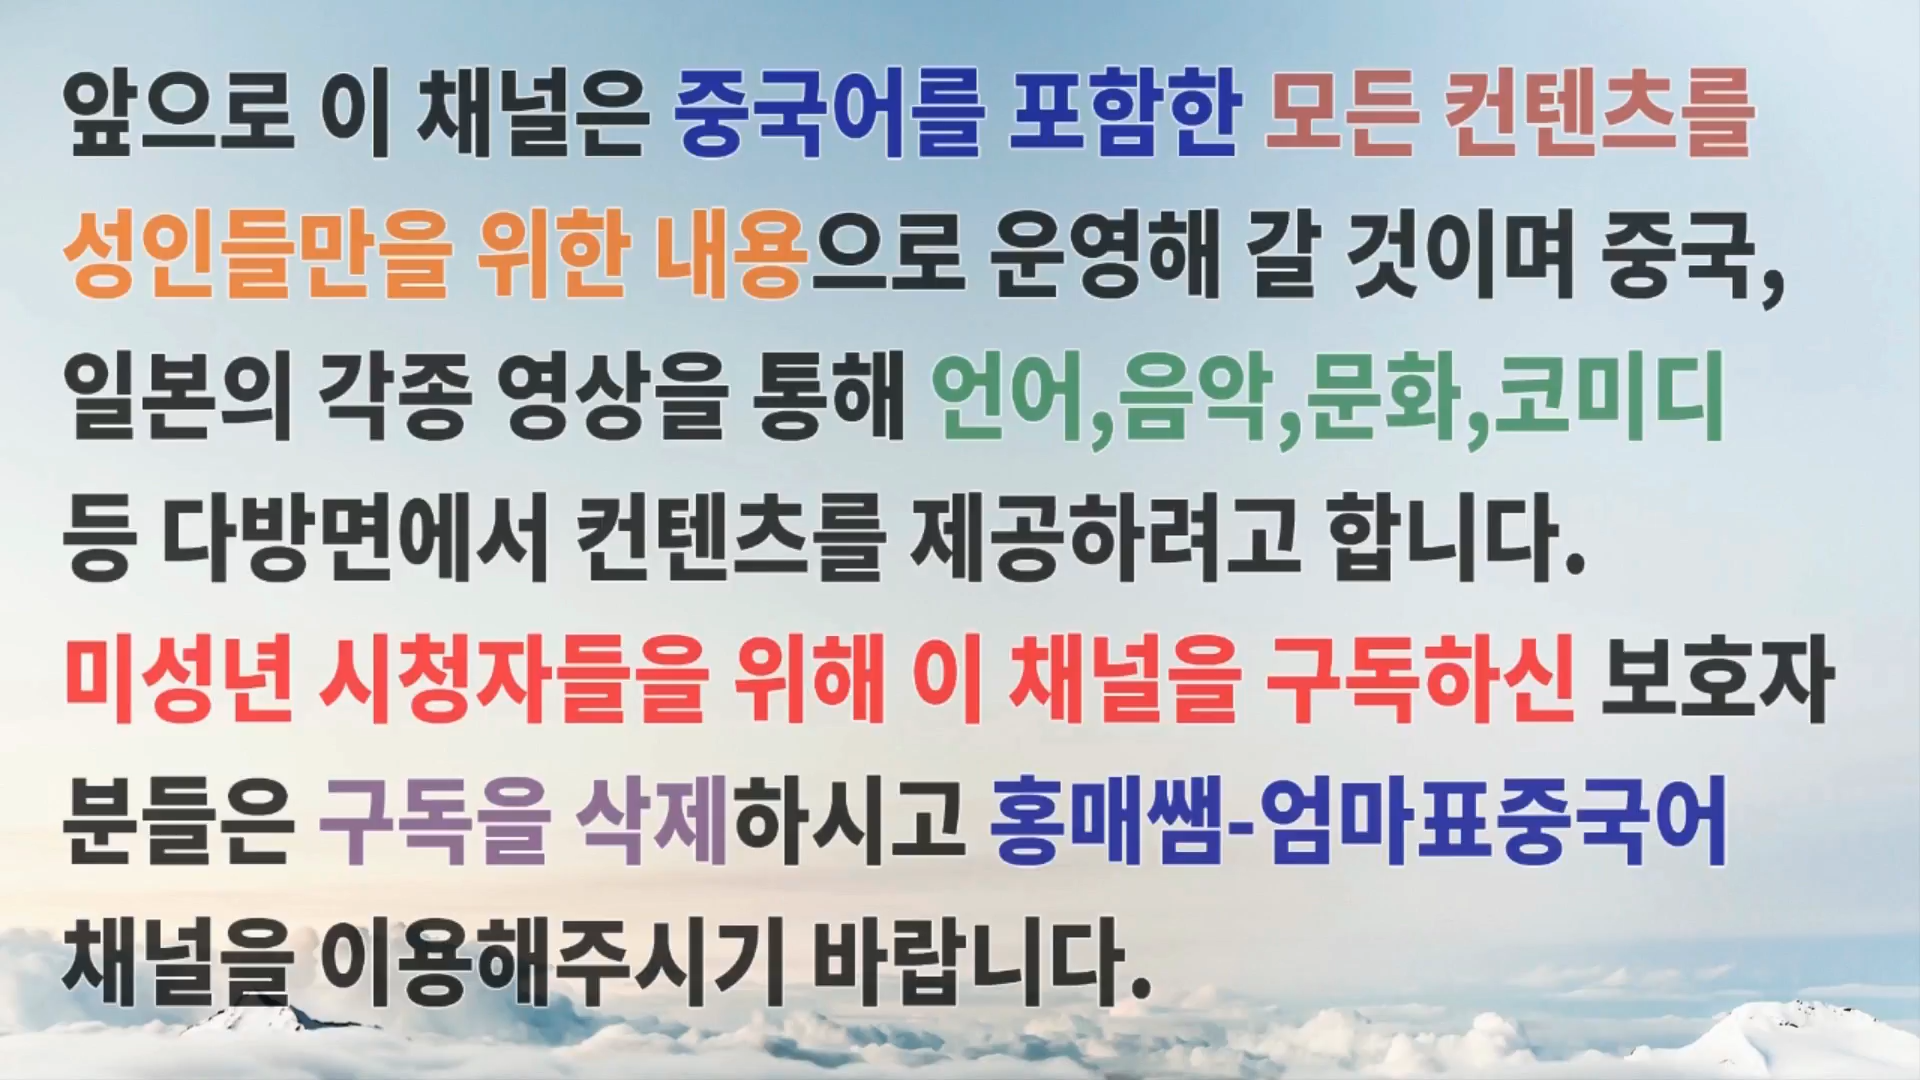 앞으로 이 채널은 중국어를 포함한 모든 컨텐츠를
성인들만을 위한 내용으로 운영해 갈 것이며 중국,
일본의 각종 영상을 통해 언어,음악,문화,코미디
등 다방면에서 컨텐츠를 제공하려고 합니다.
미성년 시청자들을 위해 이 채널을 구독하신 보호자
분들은 구독을 삭제하시고 홍매쌤-엄마표중국어
채널을 이용해주시기 바랍니다.